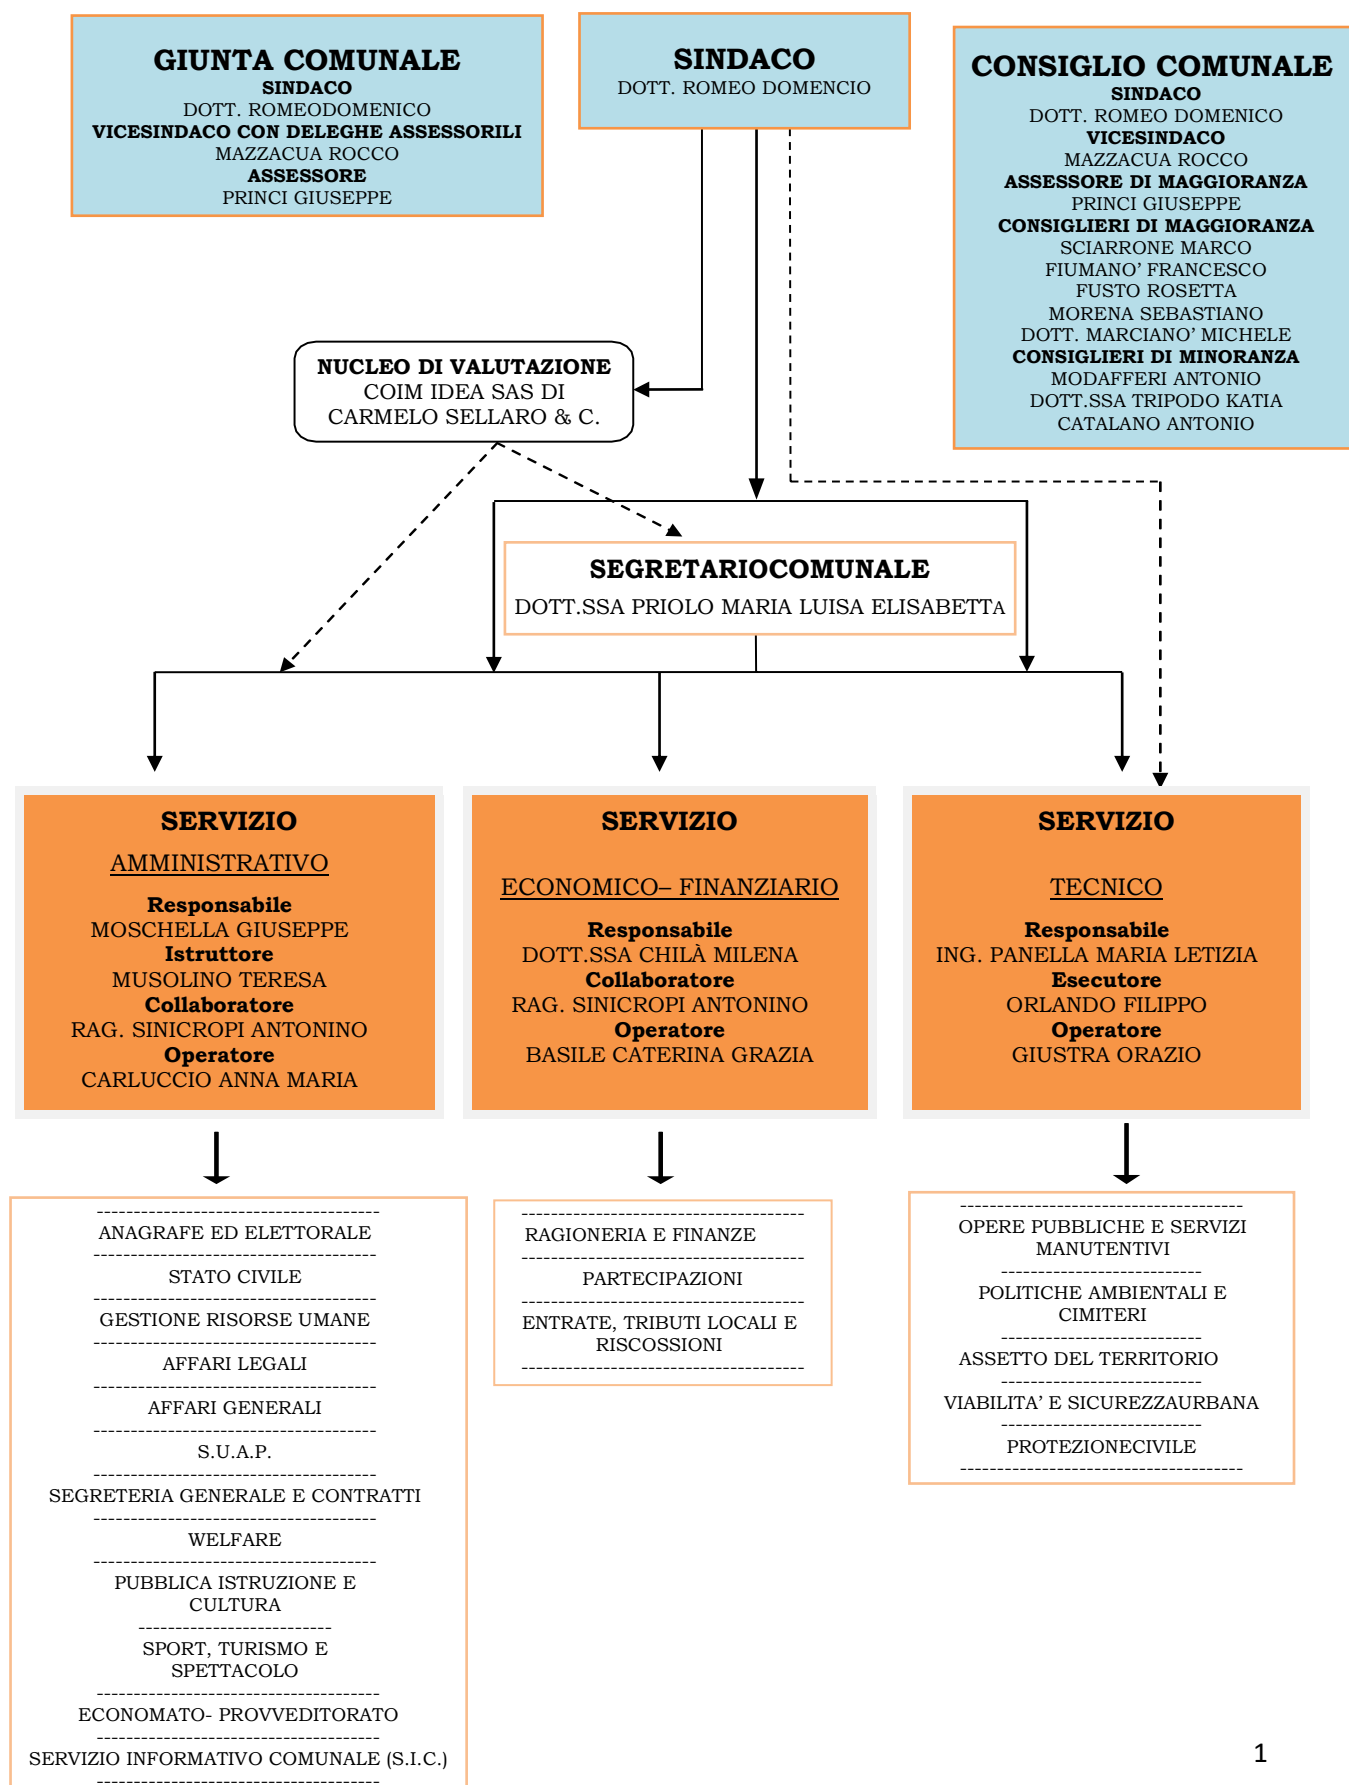 GIUNTA COMUNALE
SINDACO
DOTT. ROMEODOMENICO
VICESINDACO CON DELEGHE ASSESSORILI
MAZZACUA ROCCO
ASSESSORE
PRINCI GIUSEPPE
SINDACO
DOTT. ROMEO DOMENCIO
CONSIGLIO COMUNALE
SINDACO
DOTT. ROMEO DOMENICO
VICESINDACO
MAZZACUA ROCCO
ASSESSORE DI MAGGIORANZA
PRINCI GIUSEPPE
CONSIGLIERI DI MAGGIORANZA
SCIARRONE MARCO
FIUMANO’ FRANCESCO
FUSTO ROSETTA
MORENA SEBASTIANO
DOTT. MARCIANO’ MICHELE
CONSIGLIERI DI MINORANZA
MODAFFERI ANTONIO
DOTT.SSA TRIPODO KATIA
CATALANO ANTONIO
NUCLEO DI VALUTAZIONE
COIM IDEA SAS DI
CARMELO SELLARO & C.
SEGRETARIOCOMUNALE
DOTT.SSA PRIOLO MARIA LUISA ELISABETTA
SERVIZIO
AMMINISTRATIVO
Responsabile
MOSCHELLA GIUSEPPE
Istruttore
MUSOLINO TERESA
Collaboratore
RAG. SINICROPI ANTONINO
Operatore
CARLUCCIO ANNA MARIA
SERVIZIO
ECONOMICO– FINANZIARIO
Responsabile
DOTT.SSA CHILÀ MILENA
Collaboratore
RAG. SINICROPI ANTONINO
Operatore
BASILE CATERINA GRAZIA
SERVIZIO
TECNICO
Responsabile
ING. PANELLA MARIA LETIZIA
Esecutore
ORLANDO FILIPPO
Operatore
GIUSTRA ORAZIO
ANAGRAFE ED ELETTORALE
STATO CIVILE
GESTIONE RISORSE UMANE
AFFARI LEGALI
AFFARI GENERALI
S.U.A.P.
SEGRETERIA GENERALE E CONTRATTI
WELFARE
PUBBLICA ISTRUZIONE E
CULTURA
SPORT, TURISMO E
SPETTACOLO
ECONOMATO- PROVVEDITORATO
SERVIZIO INFORMATIVO COMUNALE (S.I.C.)
RAGIONERIA E FINANZE
PARTECIPAZIONI
ENTRATE, TRIBUTI LOCALI E
RISCOSSIONI
OPERE PUBBLICHE E SERVIZI
MANUTENTIVI
POLITICHE AMBIENTALI E
CIMITERI
ASSETTO DEL TERRITORIO
VIABILITA’ E SICUREZZAURBANA
PROTEZIONECIVILE
1